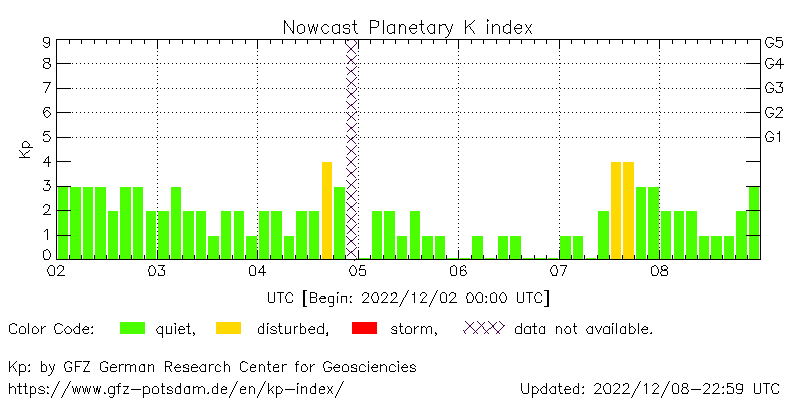 Nowcast Planetary K index
9 G5
8 G4
7 G3
6 G2
5 G1
4
3
2
1
0
Kp
02 03 04 05 06 07 08
UTC [Begin: 2022/12/02 00:00 UTC]
Color Code: quiet, disturbed, storm, data not available.
Kp: by GFZ German Research Center for Geosciencies
https://www.gfz-potsdam.de/en/kp-index/ Updated: 2022/12/08-22:59 UTC